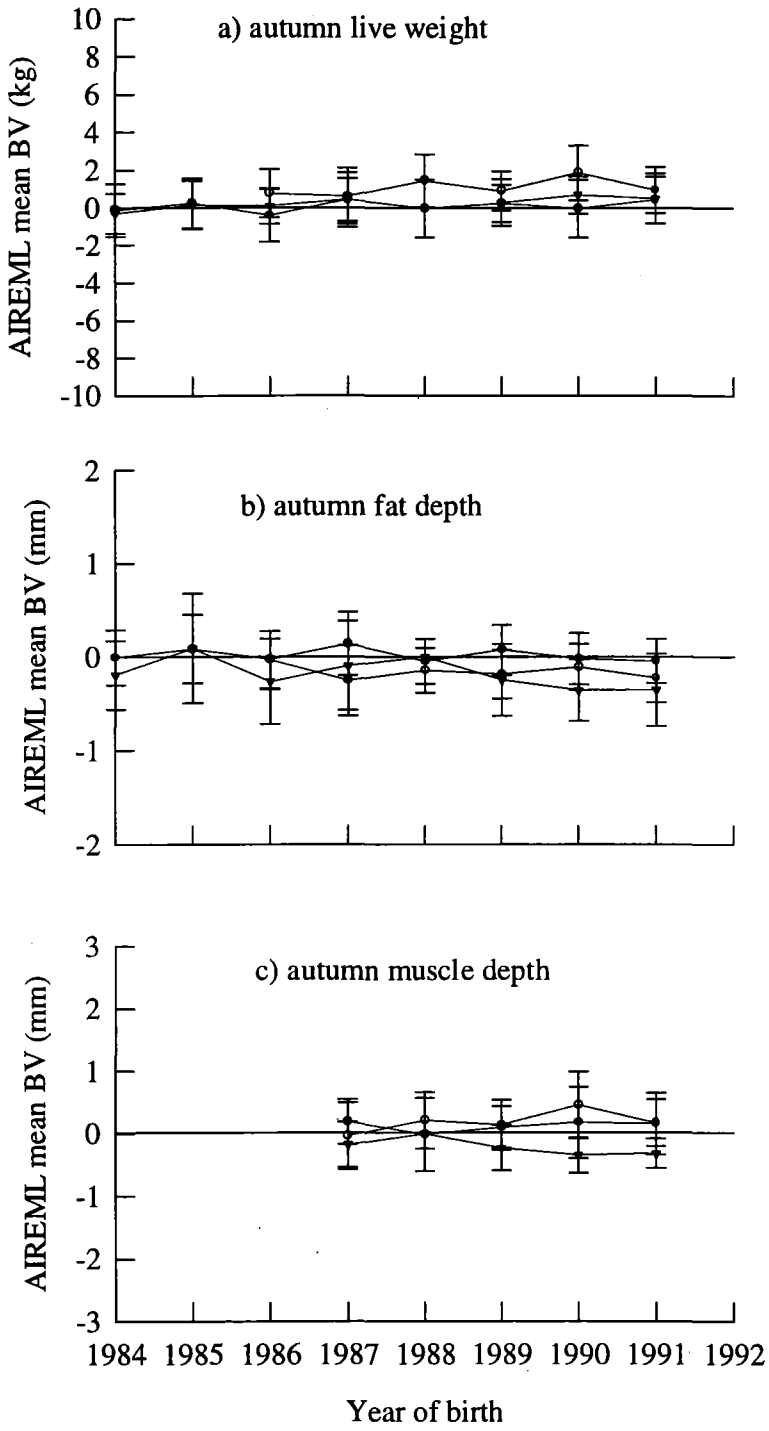 a) autumn live weight
AIREML mean BV (kg)
10
8
6
4
2
0
-2
-4
-6
-8
-10
b) autumn fat depth
AIREML mean BV (mm)
2
1
0
-1
-2
c) autumn muscle depth
AIREML mean BV (mm)
3
2
1
0
-1
-2
-3
1984 1985 1986 1987 1988 1989 1990 1991 1992
Year of birth